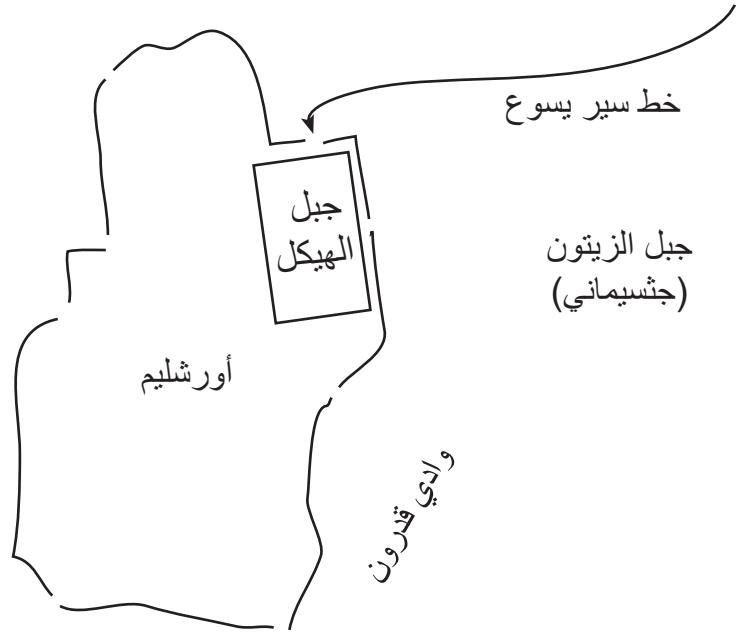 خط سير يسوع
جبل
الهيكل
جبل الزيتون
(جثسيماني)
أورشليم
وادي قدرون